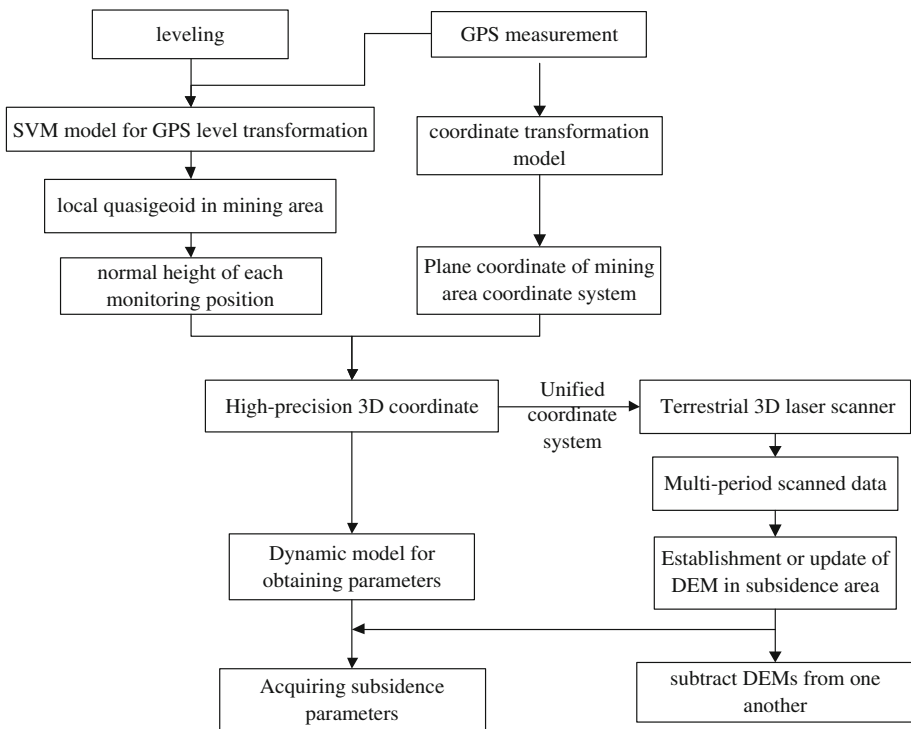 leveling
GPS measurement
SVM model for GPS level transformation
coordinate transformation
model
local quasigeoid in mining area
normal height of each
monitoring position
Plane coordinate of mining
area coordinate system
High-precision 3D coordinate
Unified
coordinate
system
Terrestrial 3D laser scanner
Multi-period scanned data
Dynamic model for
obtaining parameters
Establishment or update of
DEM in subsidence area
Acquiring subsidence
parameters
subtract DEMs from one
another